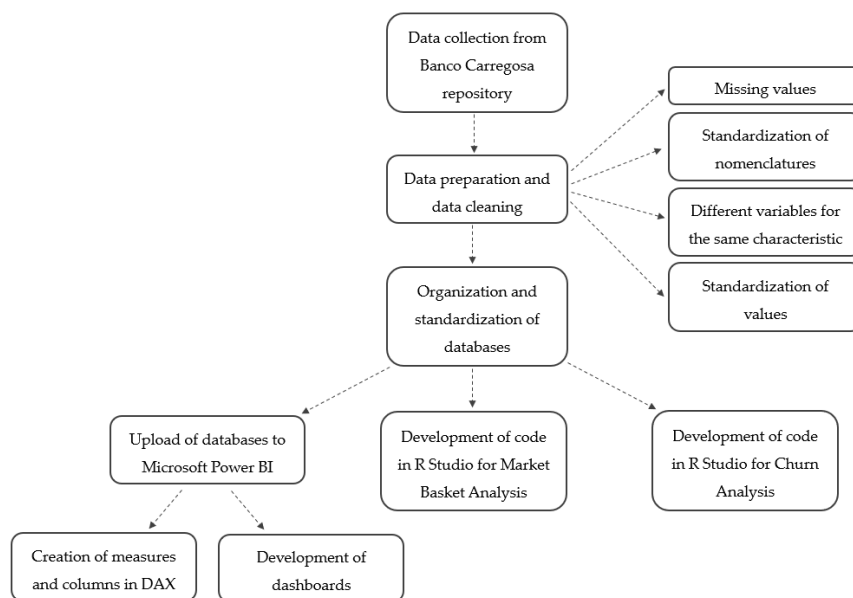 Data collection from
Banco Carregosa
repository
Missing values
Standardization of
nomenclatures
Data preparation and
data cleaning
Different variables for
the same characteristic
Standardization of
values
Organization and
standardization of
databases
Upload of databases to
Microsoft Power BI
Development of code
in R Studio for Market
Basket Analysis
Development of code
in R Studio for Churn
Analysis
Creation of measures
and columns in DAX
Development of
dashboards